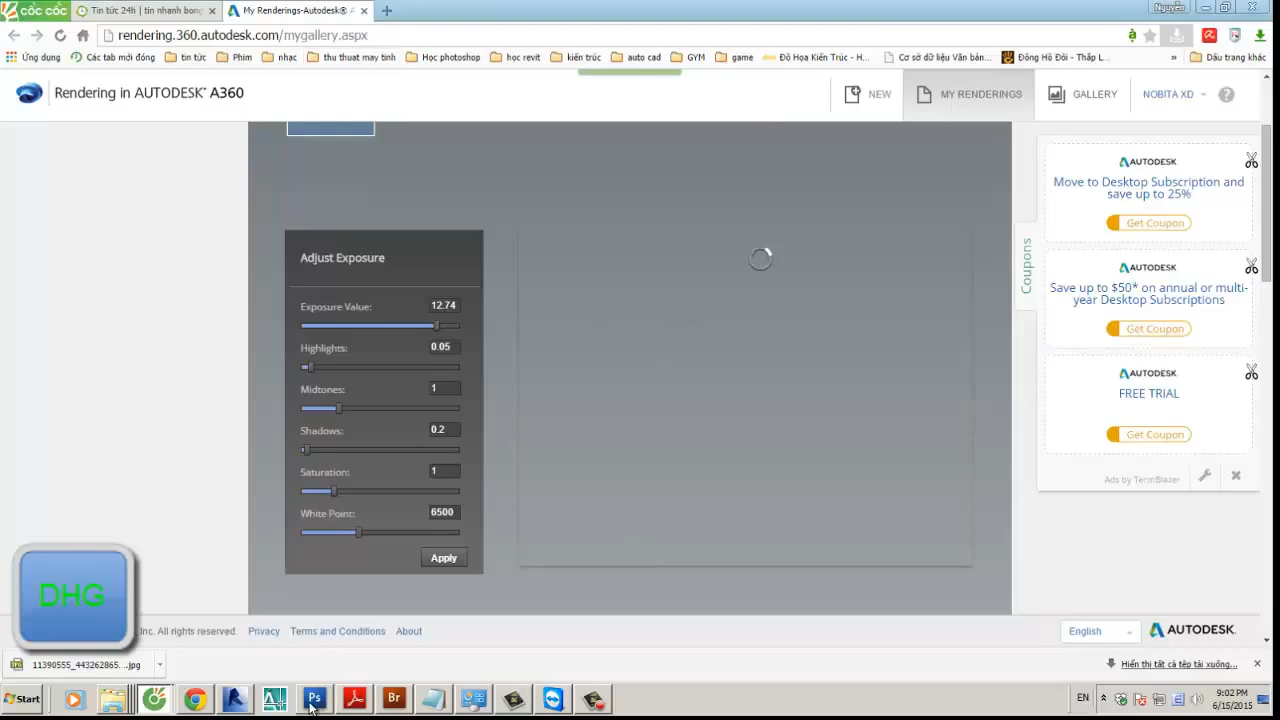 cốc cốc
Tin tức 24h | tin nhanh bong
My Renderings-Autodesk® A
Nguyễn
rendering.360.autodesk.com/mygallery.aspx
Ứng dụng
Các tab mới đóng
tin tức
Phim
nhạc
thu thuat may tinh
Học photoshop
học revit
kiến trúc
auto cad
GYM
game
Đồ Họa Kiến Trúc - H...
Cơ sở dữ liệu Văn bản...
Đông Hồ Đôi - Thắp L...
»
Dấu trang khác
Rendering in AUTODESK® A360
NEW
MY RENDERINGS
GALLERY
NOBITA XD
?
Adjust Exposure
Exposure Value: 12.74
Highlights: 0.05
Midtones: 1
Shadows: 0.2
Saturation: 1
White Point: 6500
Apply
Coupons
AUTODESK
Move to Desktop Subscription and
save up to 25%
Get Coupon
AUTODESK
Save up to $50* on annual or multi-
year Desktop Subscriptions
Get Coupon
AUTODESK
FREE TRIAL
Get Coupon
Ads by TermBlazer
DHG
Inc. All rights reserved.
Privacy
Terms and Conditions
About
English
AUTODESK.
11390555_443262865....jpg
Hiển thị tất cả tệp tải xuống...
Start
Ps
Br
EN
9:02 PM
6/15/2015